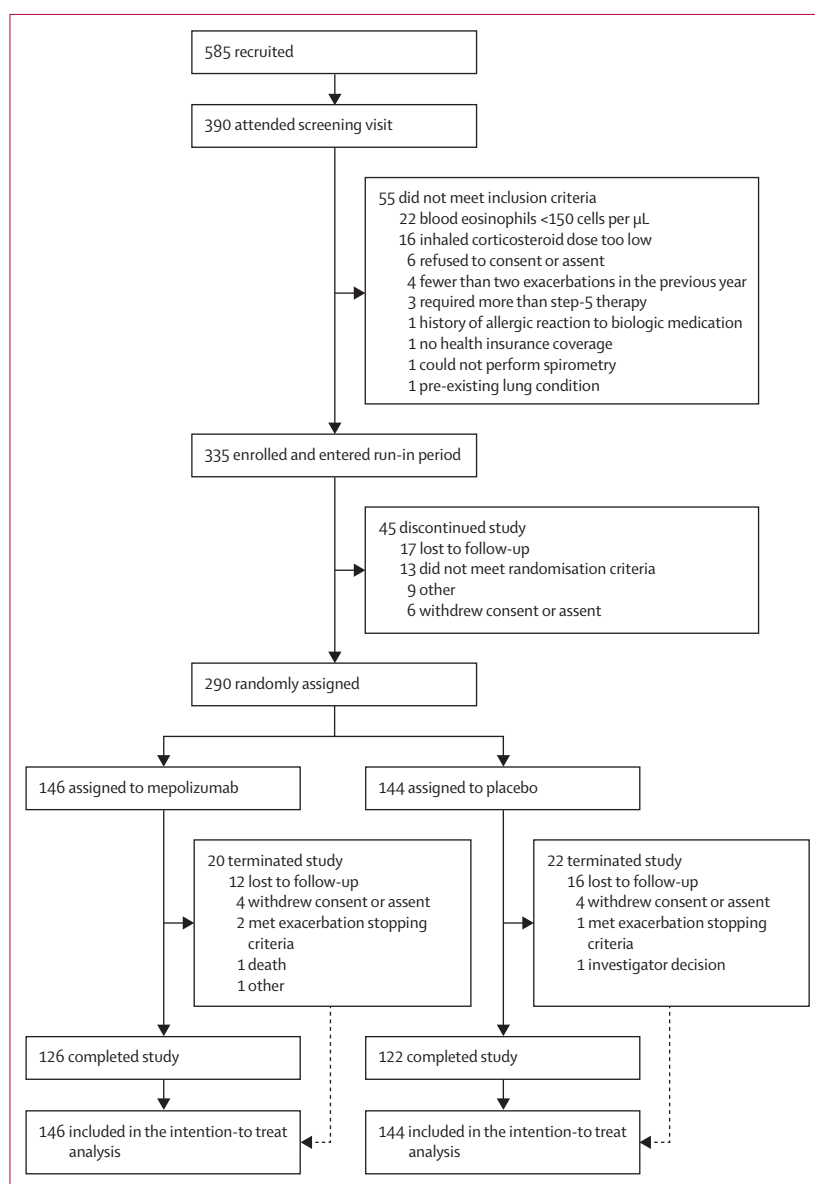 585 recruited
390 attended screening visit
55 did not meet inclusion criteria
22 blood eosinophils <150 cells per µL
16 inhaled corticosteroid dose too low
6 refused to consent or assent
4 fewer than two exacerbations in the previous year
3 required more than step-5 therapy
1 history of allergic reaction to biologic medication
1 no health insurance coverage
1 could not perform spirometry
1 pre-existing lung condition
335 enrolled and entered run-in period
45 discontinued study
17 lost to follow-up
13 did not meet randomisation criteria
9 other
6 withdrew consent or assent
290 randomly assigned
146 assigned to mepolizumab
144 assigned to placebo
20 terminated study
12 lost to follow-up
4 withdrew consent or assent
2 met exacerbation stopping
criteria
1 death
1 other
22 terminated study
16 lost to follow-up
4 withdrew consent or assent
1 met exacerbation stopping
criteria
1 investigator decision
126 completed study
122 completed study
146 included in the intention-to treat
analysis
144 included in the intention-to treat
analysis